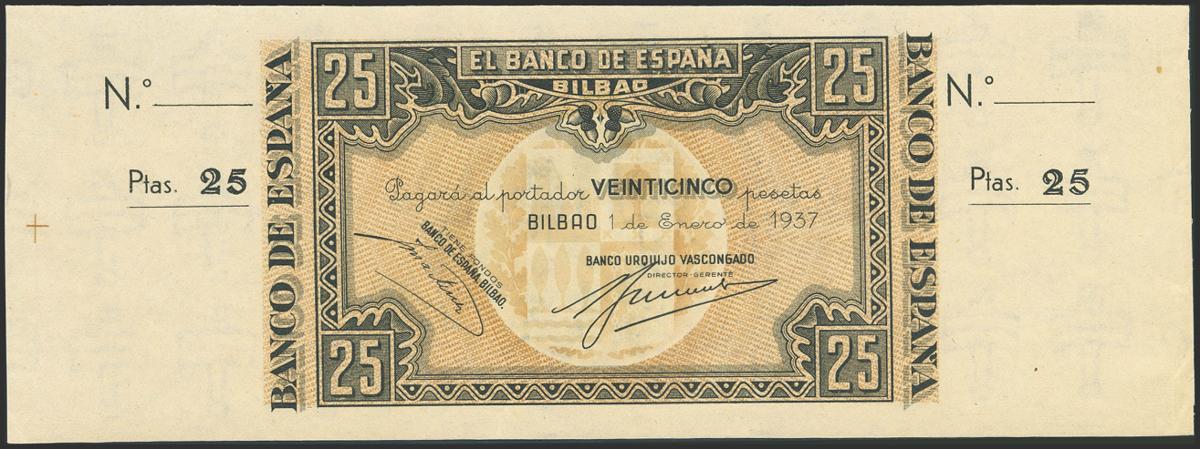 EL BANCO DE ESPAÑA
BILBAO
25
25
N.º
Ptas. 25
BANCO DE ESPAÑA
Pagará al portador VEINTICINCO pesetas
BILBAO 1 de Enero de 1937
TIENE FONDOS
BANCO DE ESPAÑA, BILBAO.
BANCO URQUIJO VASCONGADO
DIRECTOR-GERENTE
25
25
BANCO DE ESPAÑA
N.º
Ptas. 25